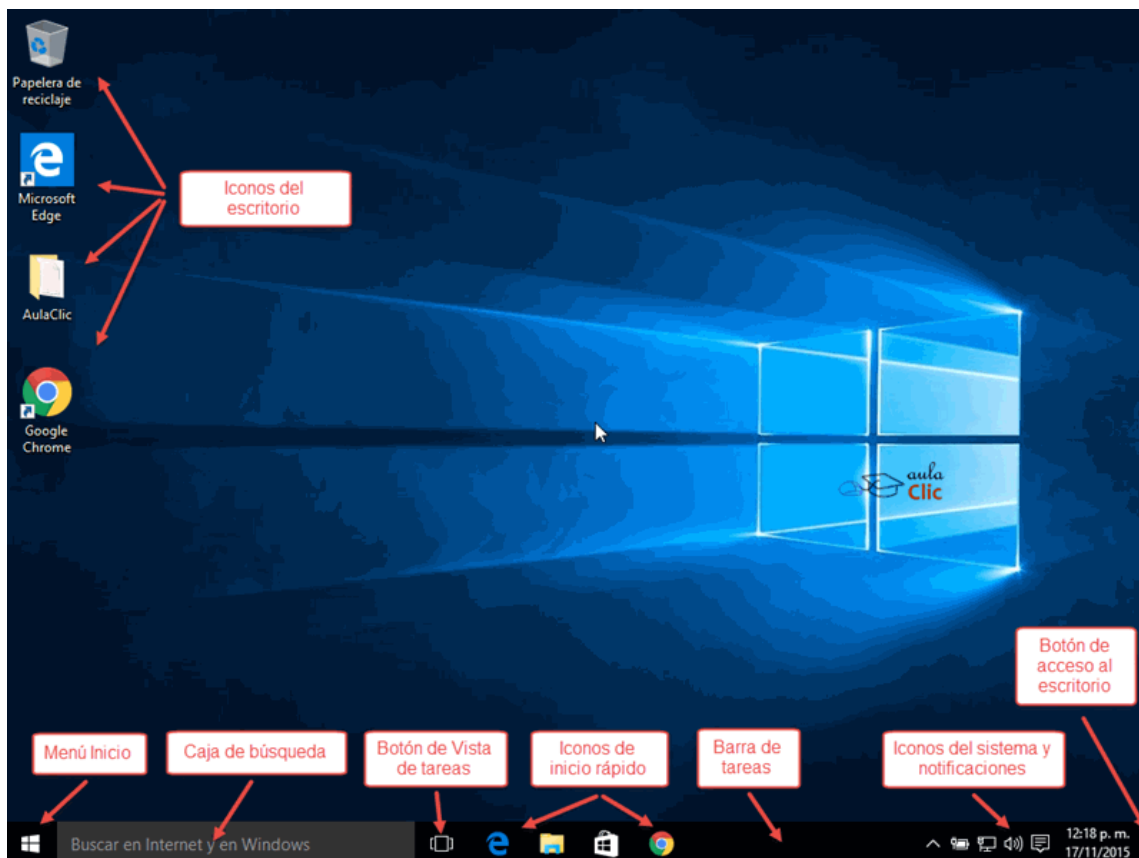 Papelera de
reciclaje
Microsoft
Edge
AulaClic
Google
Chrome
Iconos del
escritorio
aula
Clic
Botón de
acceso al
escritorio
Menú Inicio
Caja de búsqueda
Botón de Vista
de tareas
Iconos de
inicio rápido
Barra de
tareas
Iconos del sistema y
notificaciones
Buscar en Internet y en Windows
12:18 p. m.
17/11/2015